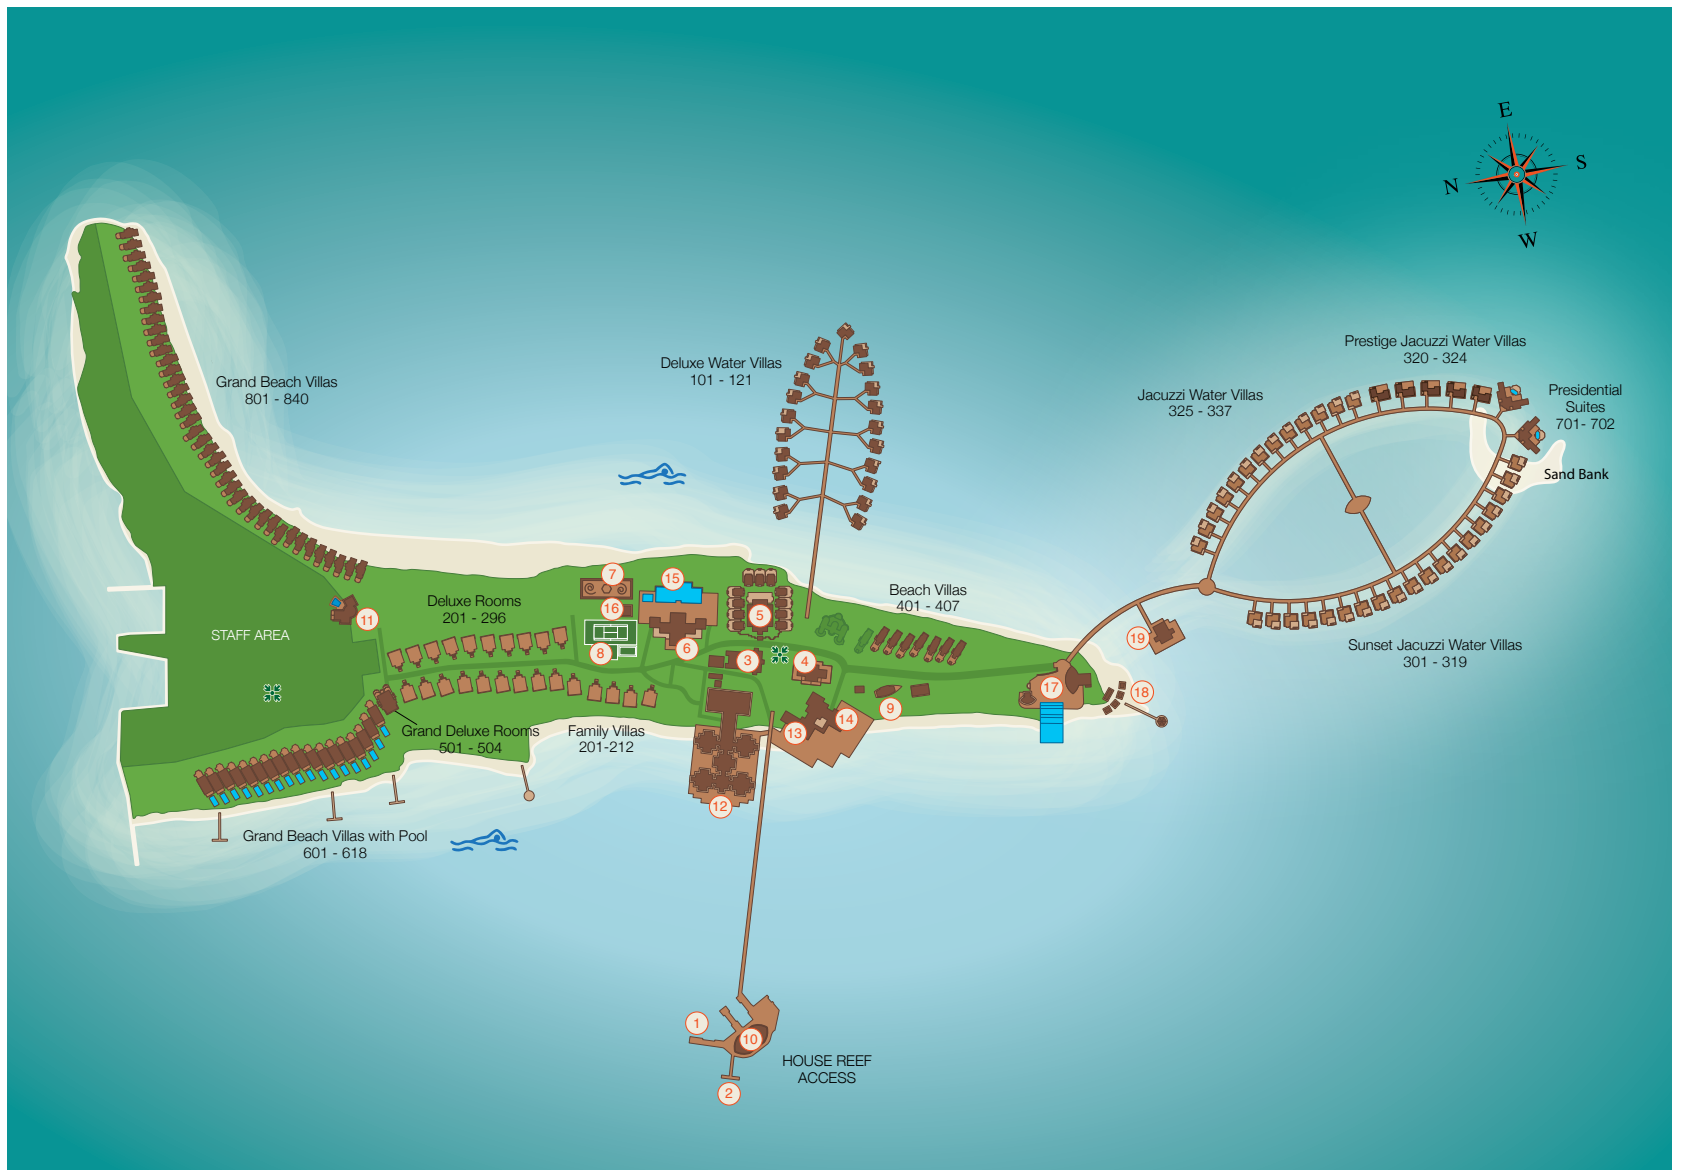 E
N
S
W
Prestige Jacuzzi Water Villas
320 - 324
Deluxe Water Villas
101 - 121
Grand Beach Villas
801 - 840
Jacuzzi Water Villas
325 - 337
Presidential
Suites
701- 702
Sand Bank
7
15
Beach Villas
401 - 407
Deluxe Rooms
201 - 296
16
5
11
STAFF AREA
8
6
3
4
19
Sunset Jacuzzi Water Villas
301 - 319
17
18
9
14
13
Grand Deluxe Rooms
501 - 504
Family Villas
201-212
12
Grand Beach Villas with Pool
601 - 618
1
10
HOUSE REEF
ACCESS
2